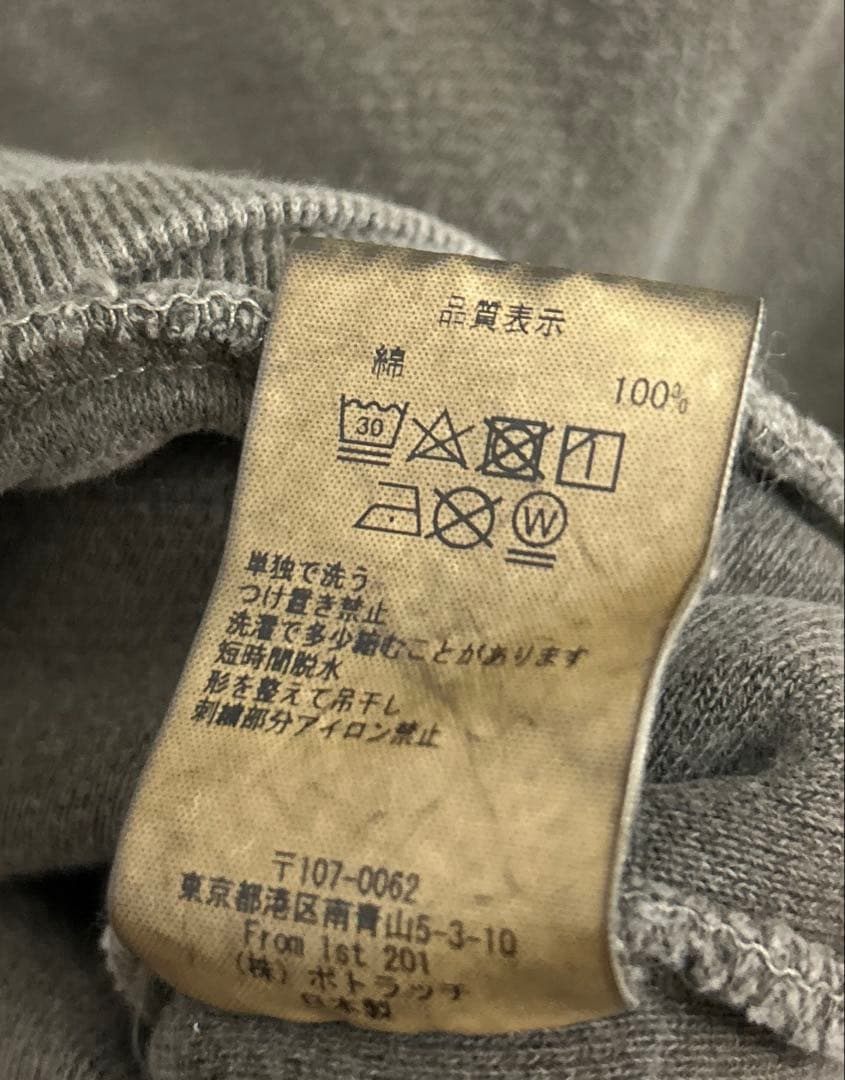 品質表示
綿 100%
30
W
単独で洗う
つけ置き禁止
洗濯で多少縮むことがあります
短時間脱水
形を整えて吊干し
刺繍部分アイロン禁止
〒107-0062
東京都港区南青山5-3-10
From 1st 201
(株) ポトラッチ
日本製